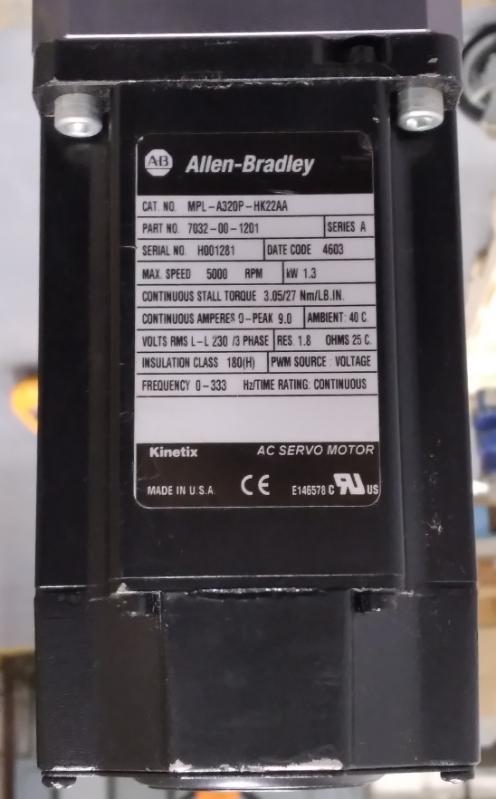 AB Allen-Bradley
CAT. NO. MPL-A320P-HK22AA
PART NO. 7032-00-1201 SERIES A
SERIAL NO. H001281 DATE CODE 4603
MAX. SPEED 5000 RPM kW 1.3
CONTINUOUS STALL TORQUE 3.05/27 Nm/LB.IN.
CONTINUOUS AMPERES 0-PEAK 9.0 AMBIENT: 40 C.
VOLTS RMS L-L 230 /3 PHASE RES. 1.8 OHMS 25 C.
INSULATION CLASS 180(H) PWM SOURCE : VOLTAGE
FREQUENCY 0-333 Hz/TIME RATING: CONTINUOUS
Kinetix AC SERVO MOTOR
MADE IN U.S.A. CE E146578 C RU US